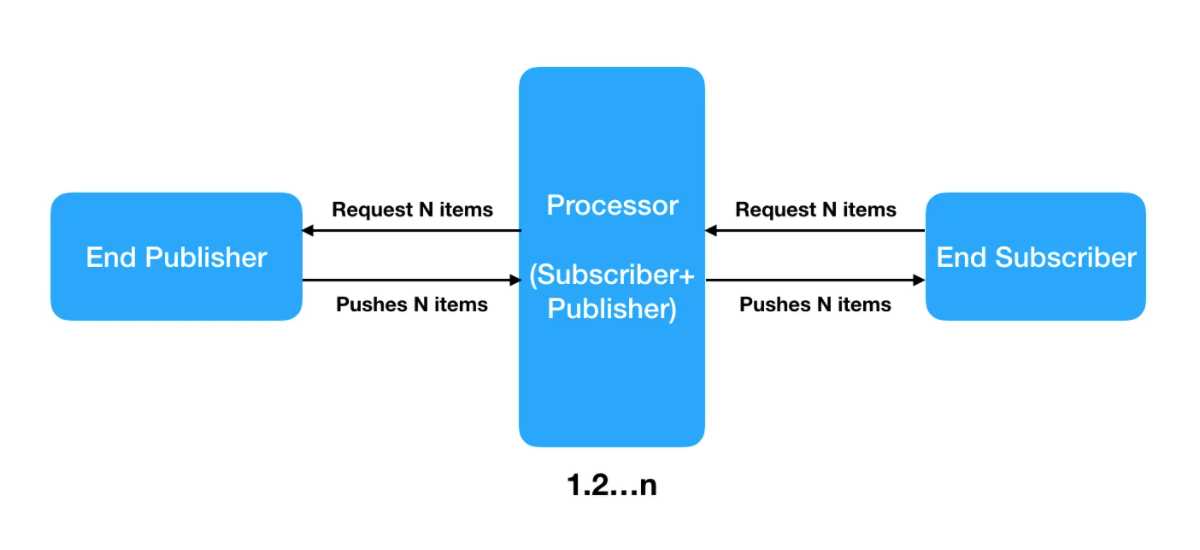 Request N items
End Publisher
Pushes N items
Processor
(Subscriber+
Publisher)
Request N items
End Subscriber
Pushes N items
1.2...n